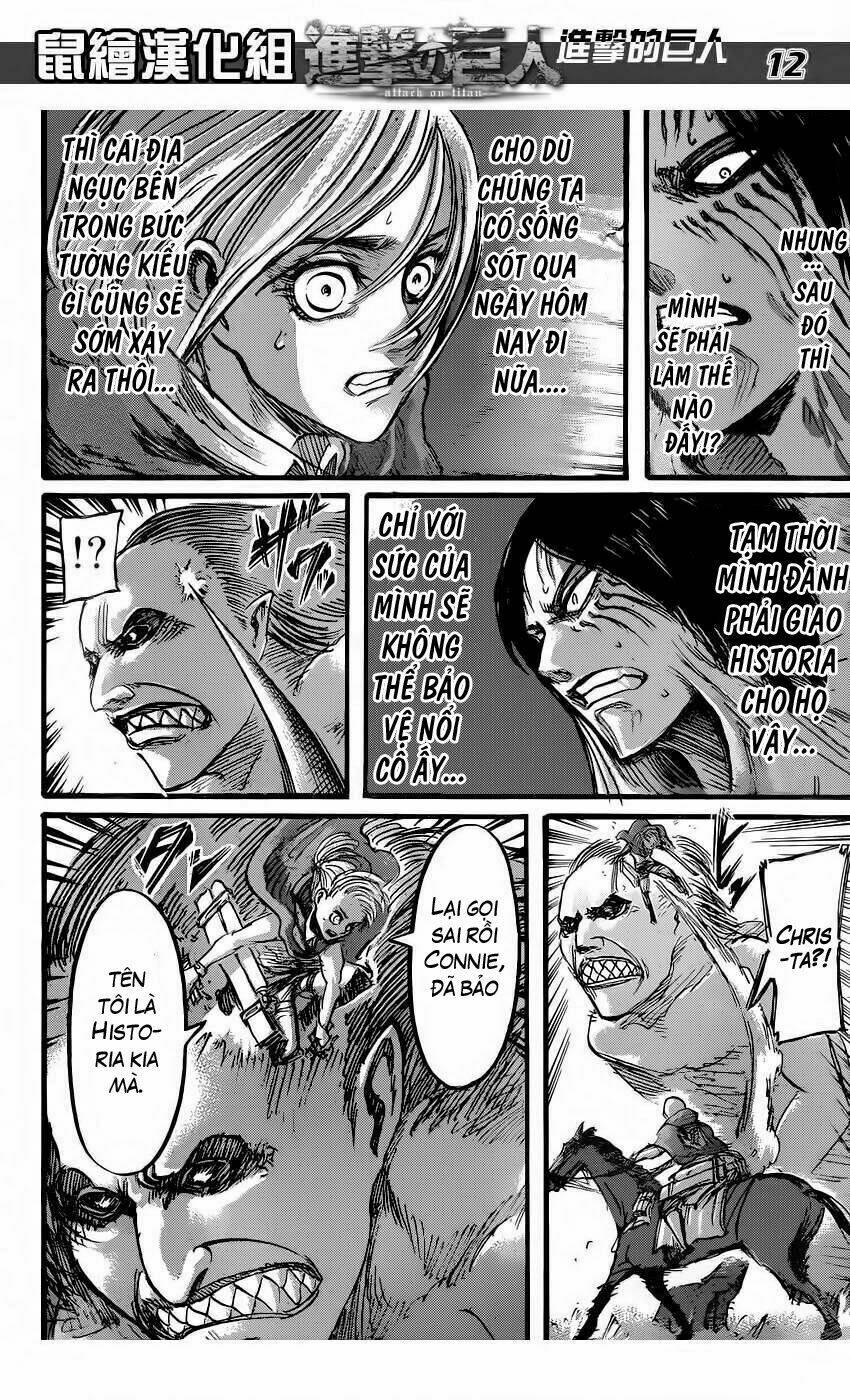 鼠繪漢化組
進撃の巨人
attack on titan
進擊的巨人
12
NHƯNG
...
SAU
ĐÓ
THÌ
MÌNH
SẼ PHẢI
LÀM THẾ
NÀO
ĐẤY!?
CHO DÙ
CHÚNG TA
CÓ SỐNG
SÓT QUA
NGÀY HÔM
NAY ĐI
NỮA....
THÌ CÁI ĐỊA
NGỤC BÊN
TRONG BỨC
TƯỜNG KIỂU
GÌ CŨNG SẼ
SỚM XẢY
RA THÔI...
TẠM THỜI
MÌNH ĐÀNH
PHẢI GIAO
HISTORIA
CHO HỌ
VẬY...
CHỈ VỚI
SỨC CỦA
MÌNH SẼ
KHÔNG
THỂ BẢO
VỆ NỔI
CÔ ẤY...
!?
CHRIS
-TA?!
LẠI GỌI
SAI RỒI
CONNIE,
ĐÃ BẢO
TÊN
TÔI LÀ
HISTO-
RIA KIA
MÀ.